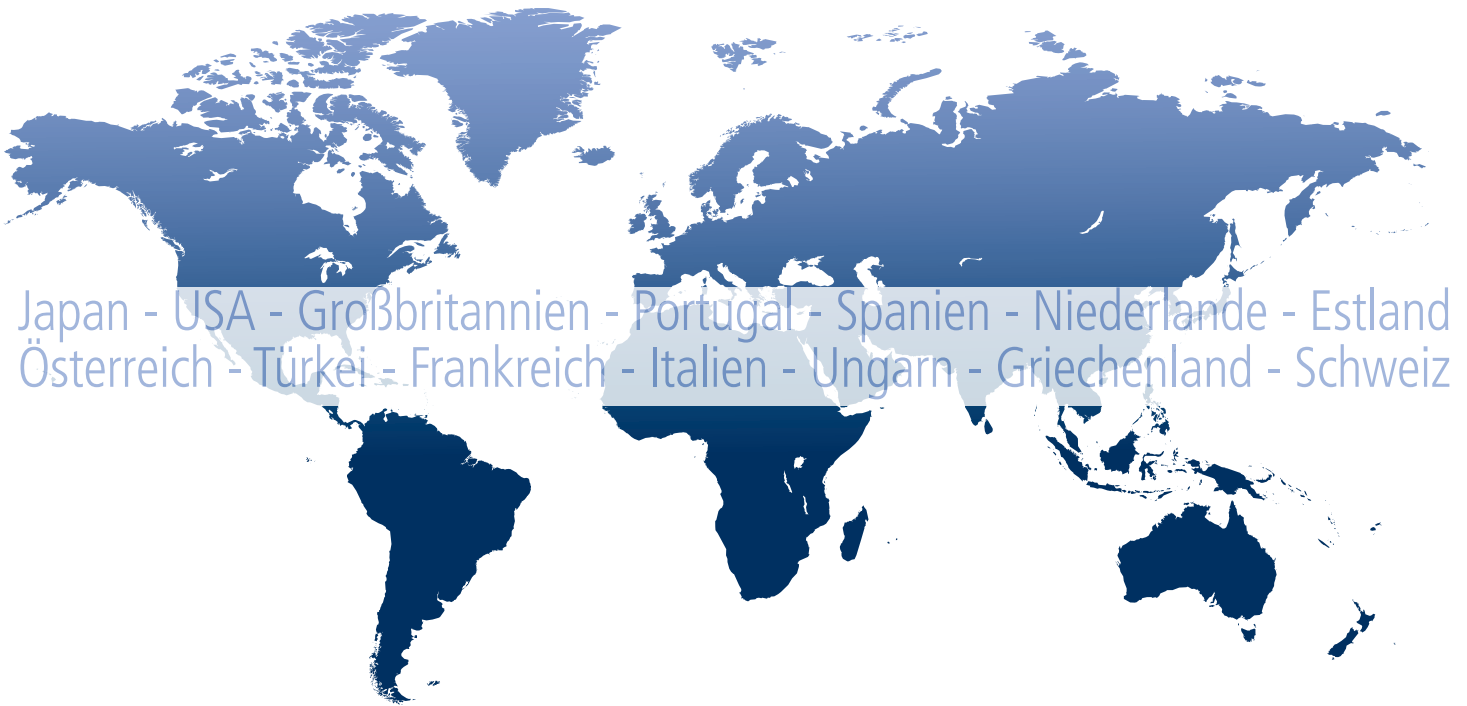 Japan - USA - Großbritannien - Portugal - Spanien - Niederlande - Estland
Österreich - Türkei - Frankreich - Italien - Ungarn - Griechenland - Schweiz